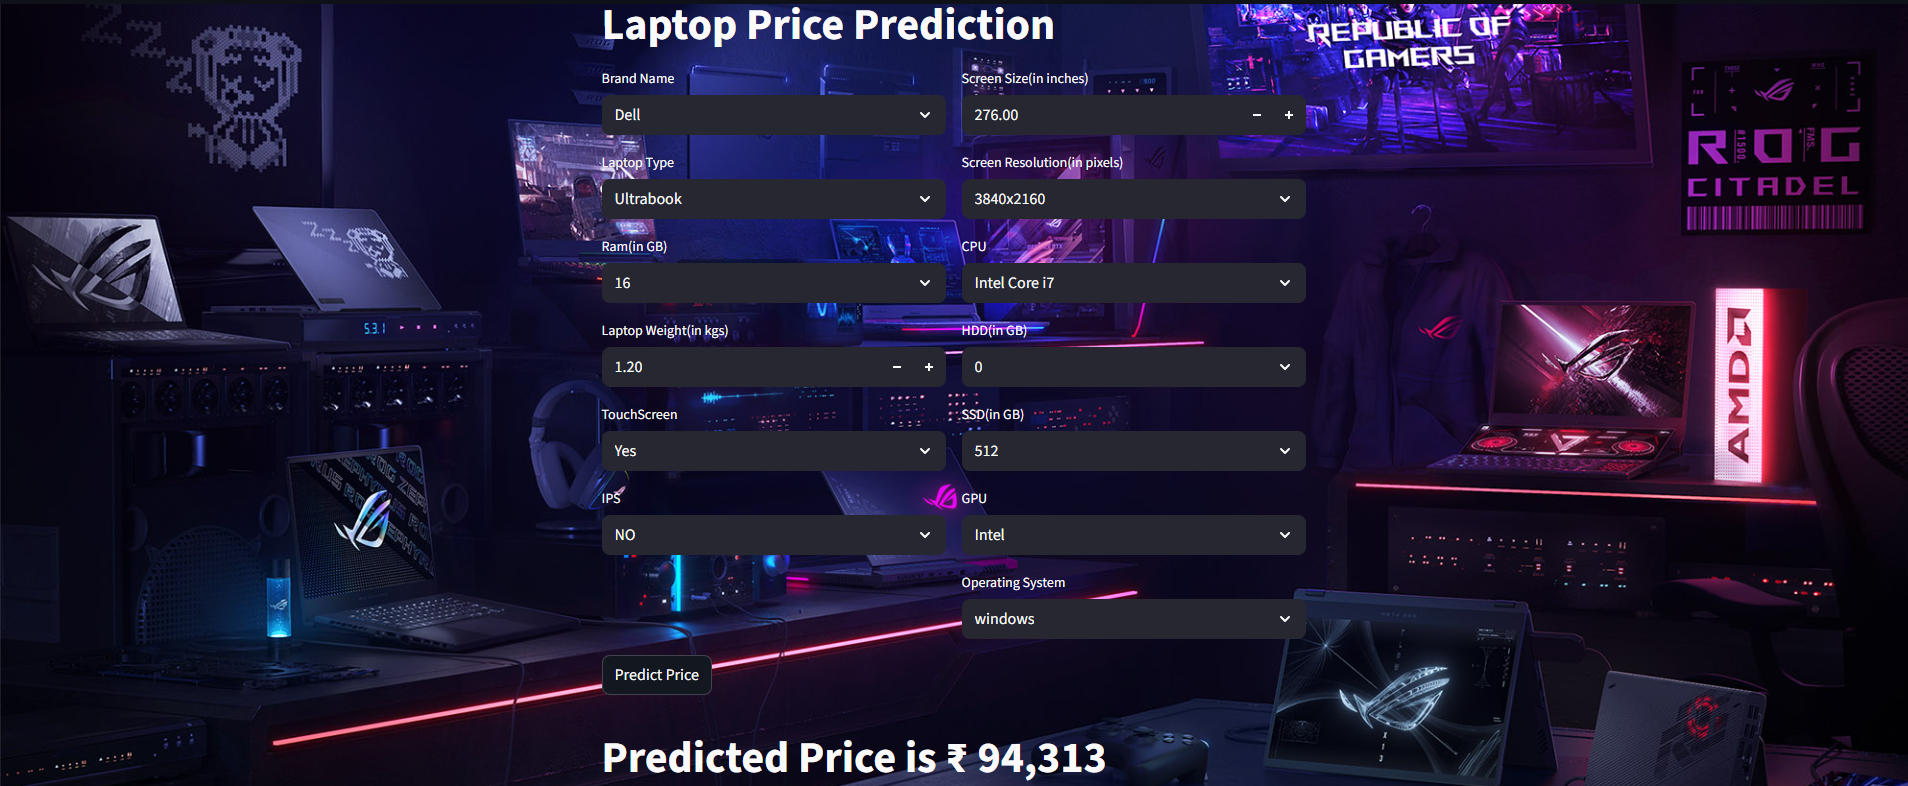 Laptop Price Prediction
REPUBLIC OF
GAMERS
Brand Name
Dell
Screen Size(in inches)
276.00
Laptop Type
Ultrabook
Screen Resolution(in pixels)
3840x2160
ROG
CITADEL
Ram(in GB)
16
CPU
Intel Core i7
Laptop Weight(in kgs)
1.20
HDD(in GB)
0
53.1
AMD
TouchScreen
Yes
SSD(in GB)
512
IPS
NO
GPU
Intel
Operating System
windows
Predict Price
Predicted Price is ₹ 94,313